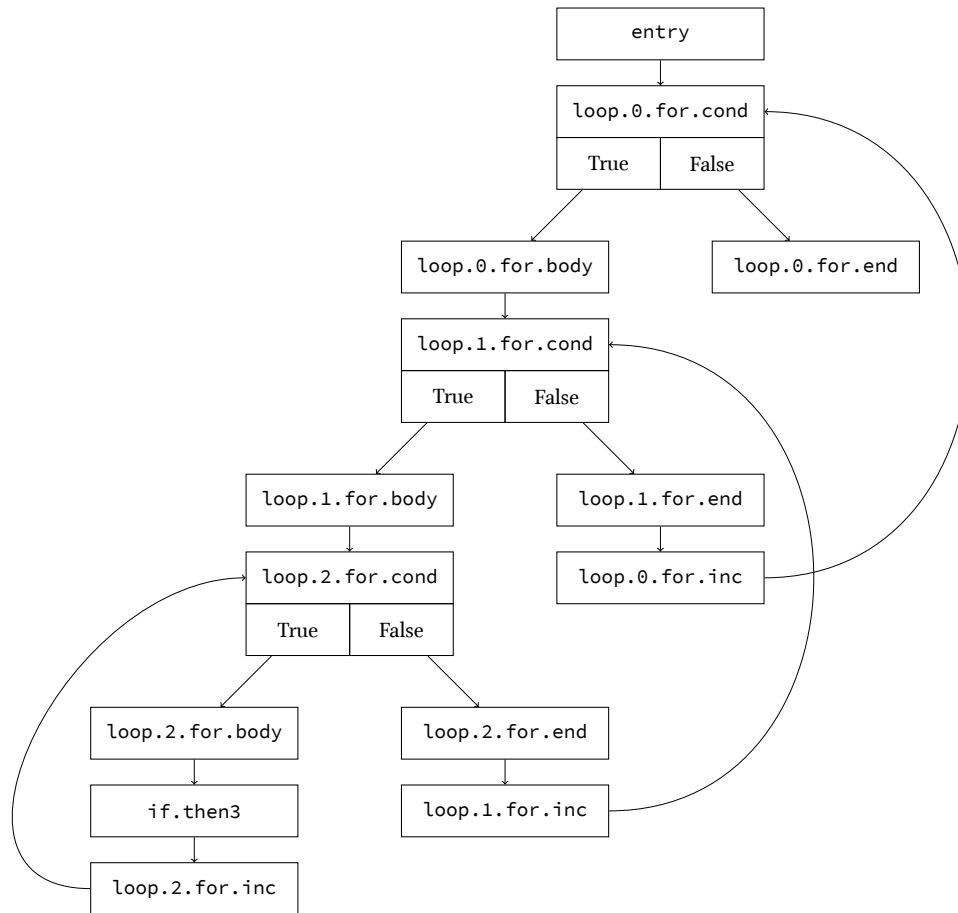 entry
loop.0.for.cond
True False
loop.0.for.body loop.0.for.end
loop.1.for.cond
True False
loop.1.for.body loop.1.for.end
loop.2.for.cond loop.0.for.inc
True False
loop.2.for.body loop.2.for.end
if.then3 loop.1.for.inc
loop.2.for.inc